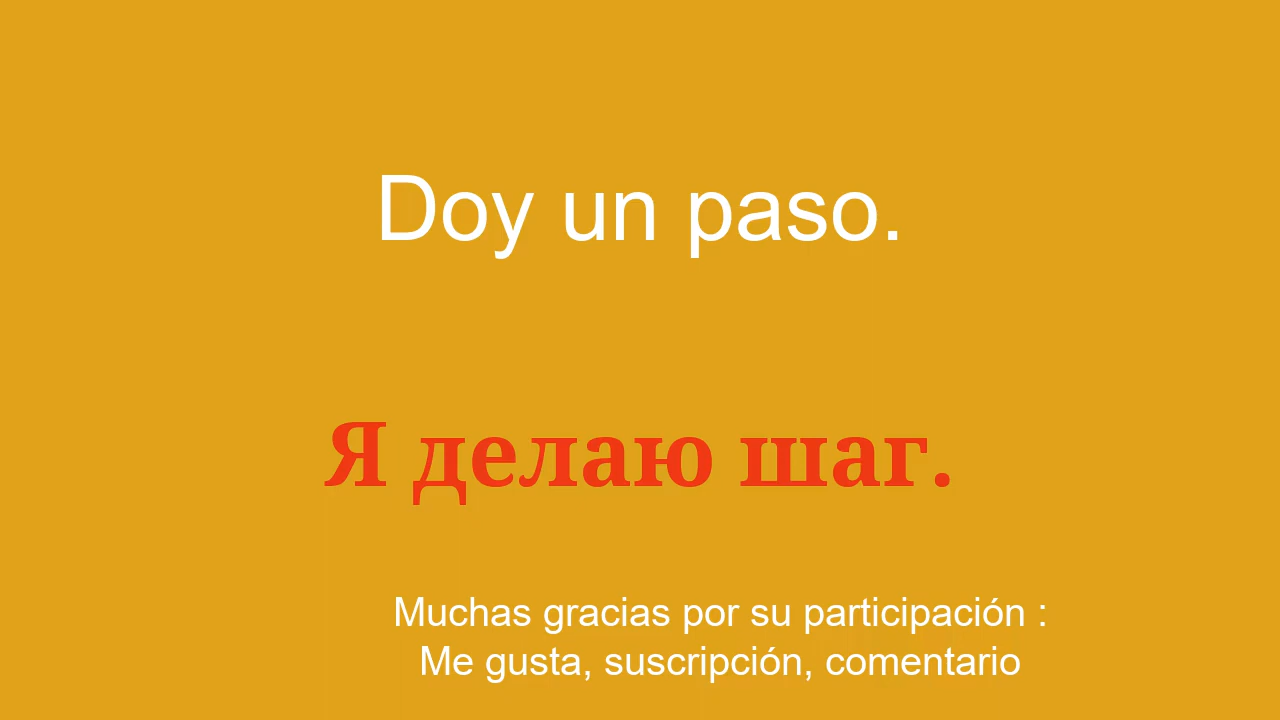 Doy un paso.
Я делаю шаг.
Muchas gracias por su participación :
Me gusta, suscripción, comentario